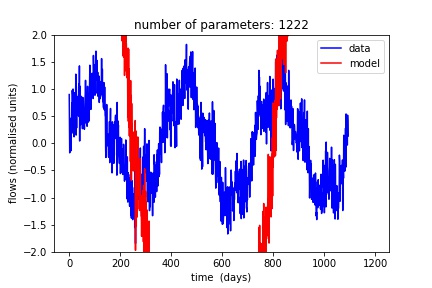 number of parameters: 1222
data
model
2.0
1.5
1.0
0.5
0.0
−0.5
−1.0
−1.5
−2.0
flows (normalised units)
0 200 400 600 800 1000 1200
time (days)